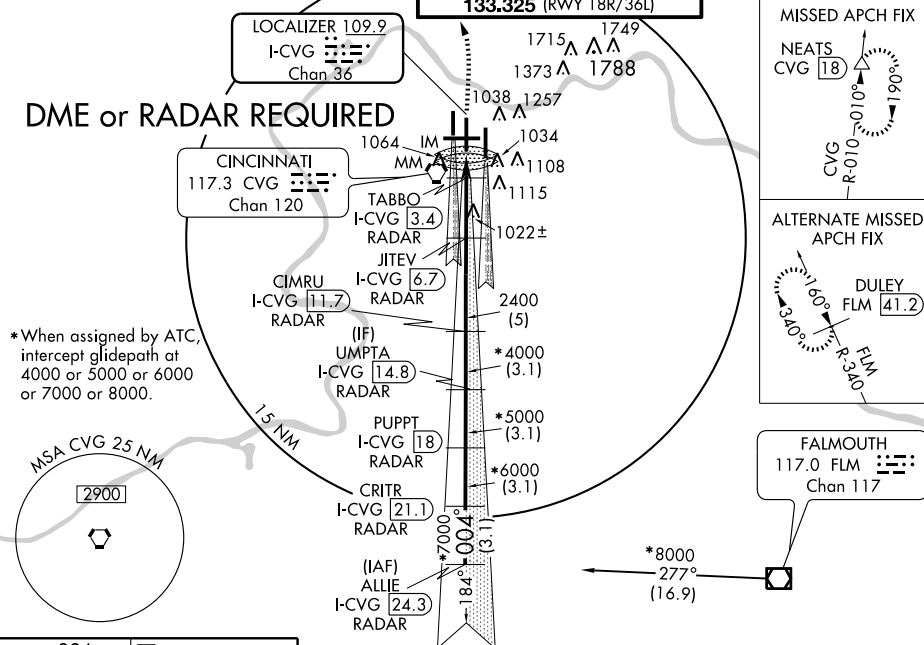 133.325 (RWY 18R/36L)
LOCALIZER 109.9
I-CVG
Chan 36
DME or RADAR REQUIRED
CINCINNATI
117.3 CVG
Chan 120
1715
1749
1373
1788
1038
1257
1064
IM
MM
1034
1108
1115
1022±
TABBO
I-CVG 3.4
RADAR
JITEV
I-CVG 6.7
RADAR
CIMRU
I-CVG 11.7
RADAR
2400
(5)
(IF)
UMPTA
I-CVG 14.8
RADAR
*4000
(3.1)
PUPPT
I-CVG 18
RADAR
*5000
(3.1)
CRITR
I-CVG 21.1
RADAR
*6000
(3.1)
(IAF)
ALLIE
I-CVG 24.3
RADAR
*7000
004°
(3.1)
184°
*When assigned by ATC,
intercept glidepath at
4000 or 5000 or 6000
or 7000 or 8000.
15 NM
MSA CVG 25 NM
2900
MISSED APCH FIX
NEATS
CVG 18
010°
190°
CVG
R-010
ALTERNATE MISSED
APCH FIX
DULEY
FLM 41.2
160°
340°
FLM
R-340
FALMOUTH
117.0 FLM
Chan 117
*8000
277°
(16.9)